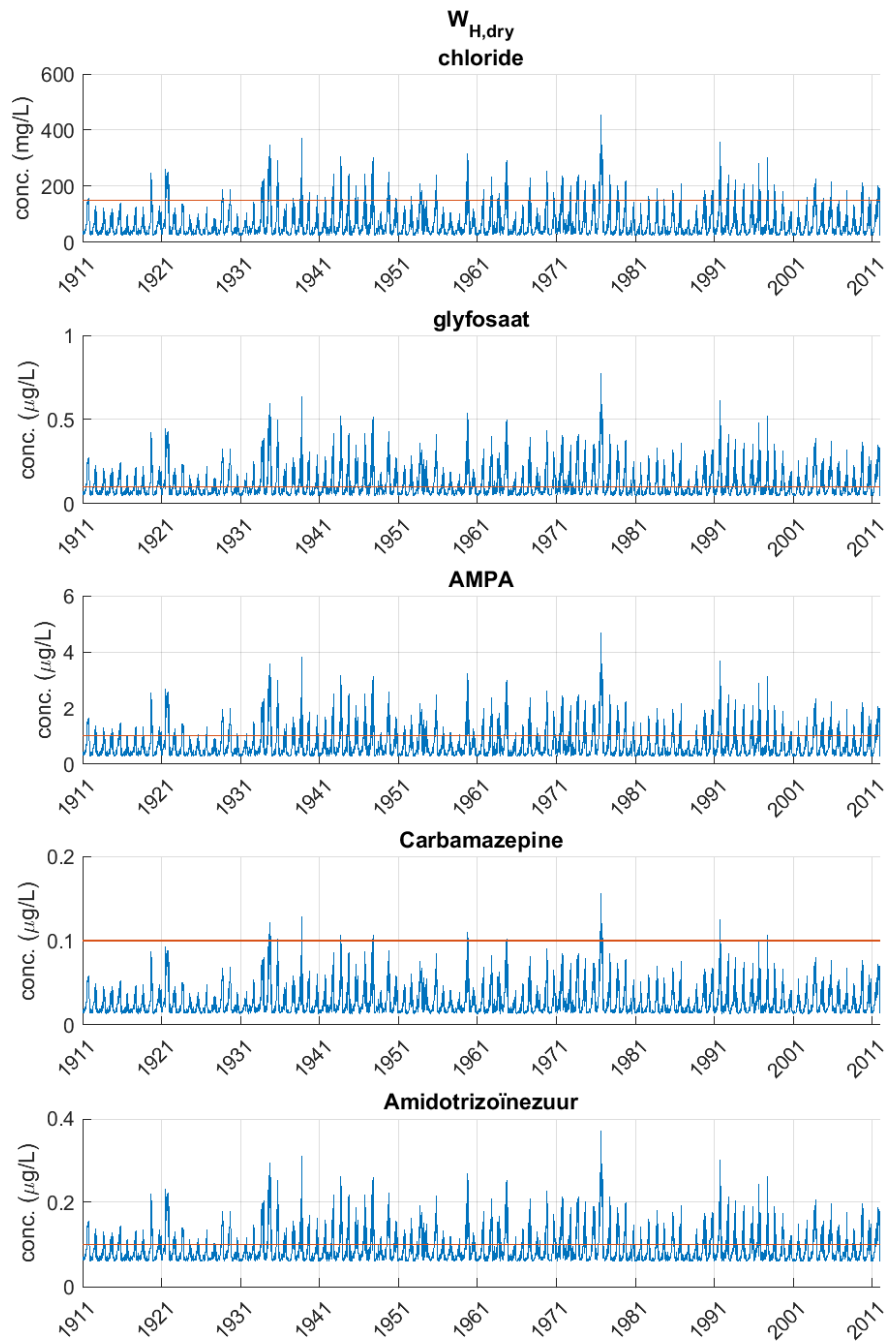 W_H,dry
chloride
600
400
200
0
conc. (mg/L)
1911 1921 1931 1941 1951 1961 1971 1981 1991 2001 2011
glyfosaat
1
0.5
0
conc. (μg/L)
1911 1921 1931 1941 1951 1961 1971 1981 1991 2001 2011
AMPA
6
4
2
0
conc. (μg/L)
1911 1921 1931 1941 1951 1961 1971 1981 1991 2001 2011
Carbamazepine
0.2
0.1
0
conc. (μg/L)
1911 1921 1931 1941 1951 1961 1971 1981 1991 2001 2011
Amidotrizoïnezuur
0.4
0.2
0
conc. (μg/L)
1911 1921 1931 1941 1951 1961 1971 1981 1991 2001 2011